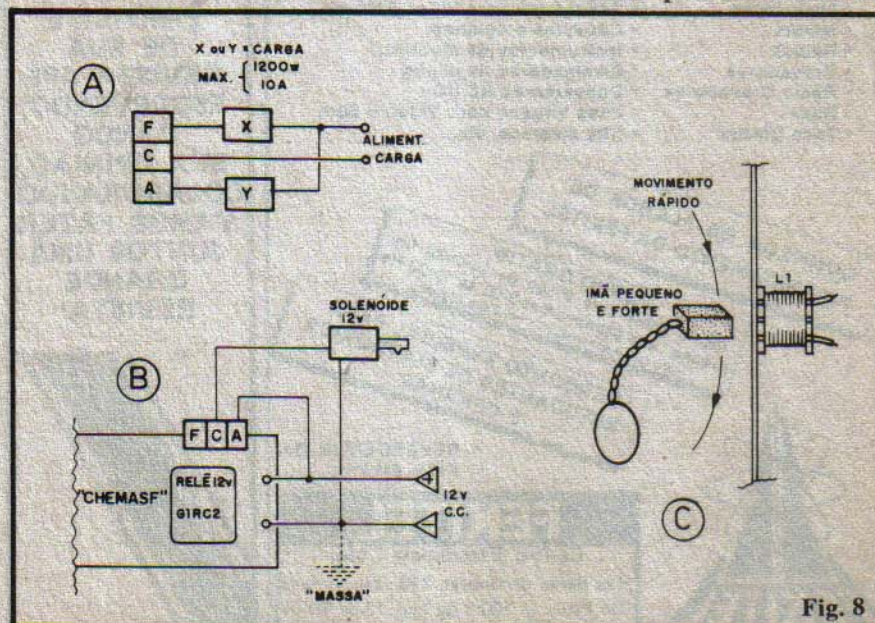 X ou Y = CARGA
MAX. { 1200w
10A
A
F
C
A
X
Y
ALIMENT.
CARGA
MOVIMENTO
RÁPIDO
L1
IMÃ PEQUENO
E FORTE
SOLENÓIDE
12v
B
F C A
"CHEMASF"
RELÊ 12v
G1RC2
+
12v
C.C.
-
"MASSA"
C
Fig. 8